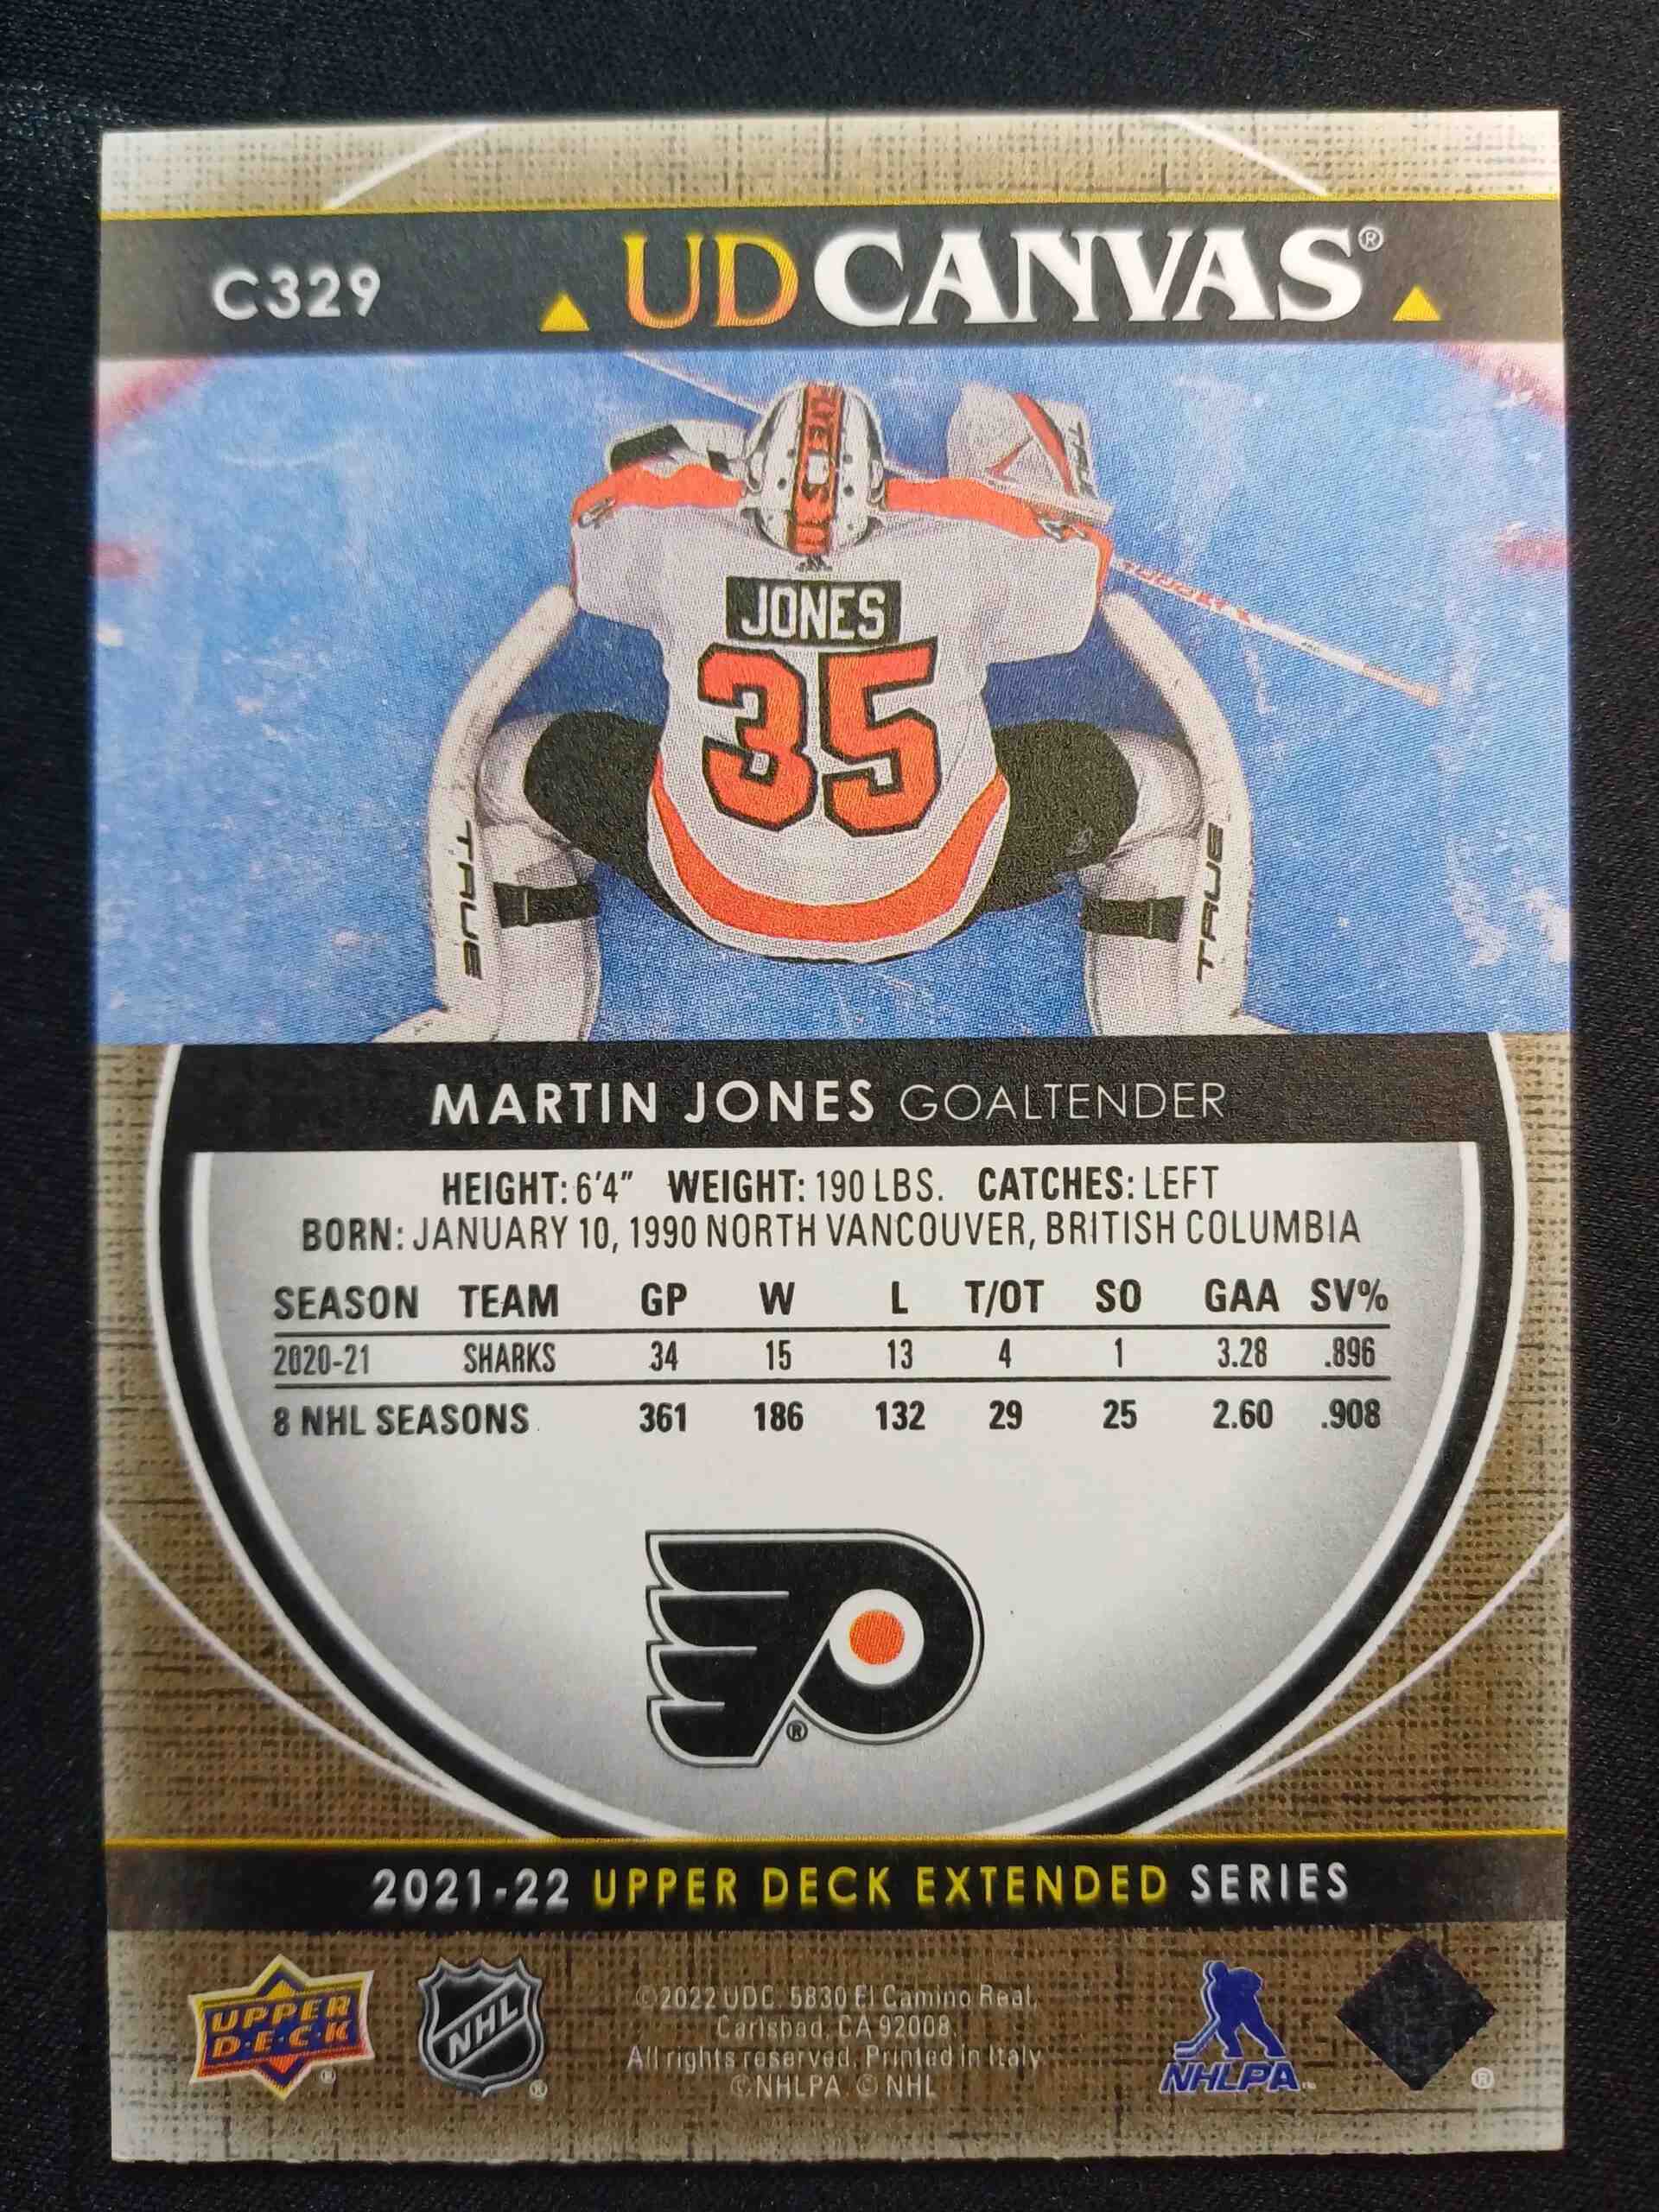 C329 UD CANVAS®
JONES
35
TRUE
TRUE
MARTIN JONES GOALTENDER
HEIGHT: 6'4" WEIGHT: 190 LBS. CATCHES: LEFT
BORN: JANUARY 10, 1990 NORTH VANCOUVER, BRITISH COLUMBIA
SEASON TEAM GP W L T/OT SO GAA SV%
2020-21 SHARKS 34 15 13 4 1 3.28 .896
8 NHL SEASONS 361 186 132 29 25 2.60 .908
®
2021-22 UPPER DECK EXTENDED SERIES
UPPER
D·E·C·K
®
NHL
®
©2022 UDC. 5830 El Camino Real,
Carlsbad, CA 92008.
All rights reserved. Printed in Italy
©NHLPA. © NHL
NHLPA™
®